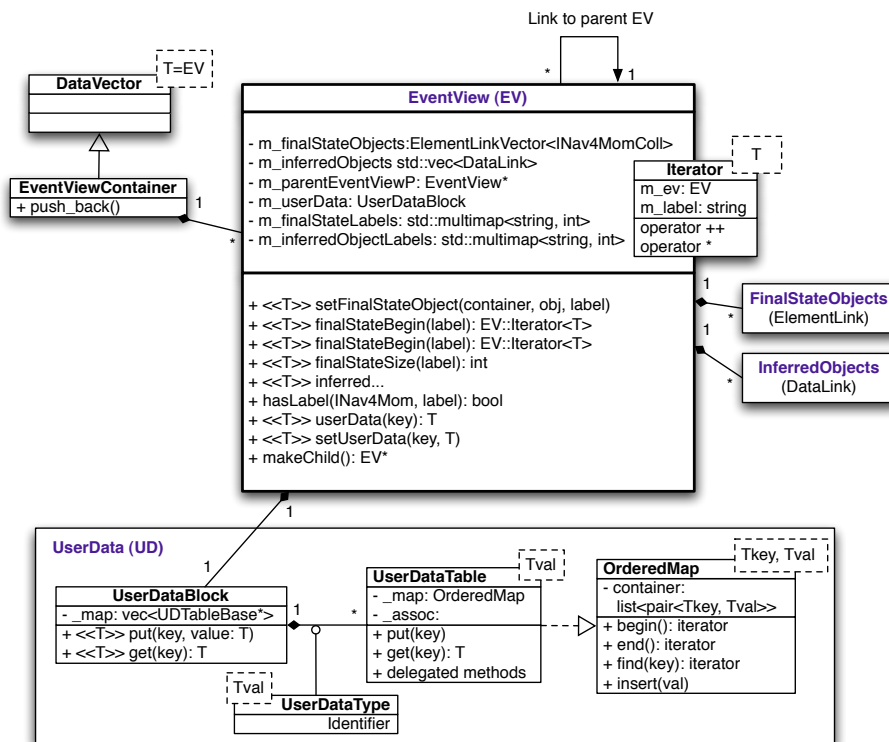 Link to parent EV
* 1
T=EV
DataVector
EventViewContainer
+ push_back()
1
*
EventView (EV)
- m_finalStateObjects:ElementLinkVector<INav4MomColl>
- m_inferredObjects std::vec<DataLink>
- m_parentEventViewP: EventView*
- m_userData: UserDataBlock
- m_finalStateLabels: std::multimap<string, int>
- m_inferredObjectLabels: std::multimap<string, int>
T
Iterator
m_ev: EV
m_label: string
operator ++
operator *
+ <<T>> setFinalStateObject(container, obj, label)
+ <<T>> finalStateBegin(label): EV::Iterator<T>
+ <<T>> finalStateBegin(label): EV::Iterator<T>
+ <<T>> finalStateSize(label): int
+ <<T>> inferred...
+ hasLabel(INav4Mom, label): bool
+ <<T>> userData(key): T
+ <<T>> setUserData(key, T)
+ makeChild(): EV*
1
*
FinalStateObjects
(ElementLink)
1
*
InferredObjects
(DataLink)
1
1
UserData (UD)
UserDataBlock
- _map: vec<UDTableBase*>
+ <<T>> put(key, value: T)
+ <<T>> get(key): T
1
*
Tval
UserDataTable
- _map: OrderedMap
- _assoc:
+ put(key)
+ get(key): T
+ delegated methods
Tkey, Tval
OrderedMap
- container:
list<pair<Tkey, Tval>>
+ begin(): iterator
+ end(): iterator
+ find(key): iterator
+ insert(val)
Tval
UserDataType
Identifier